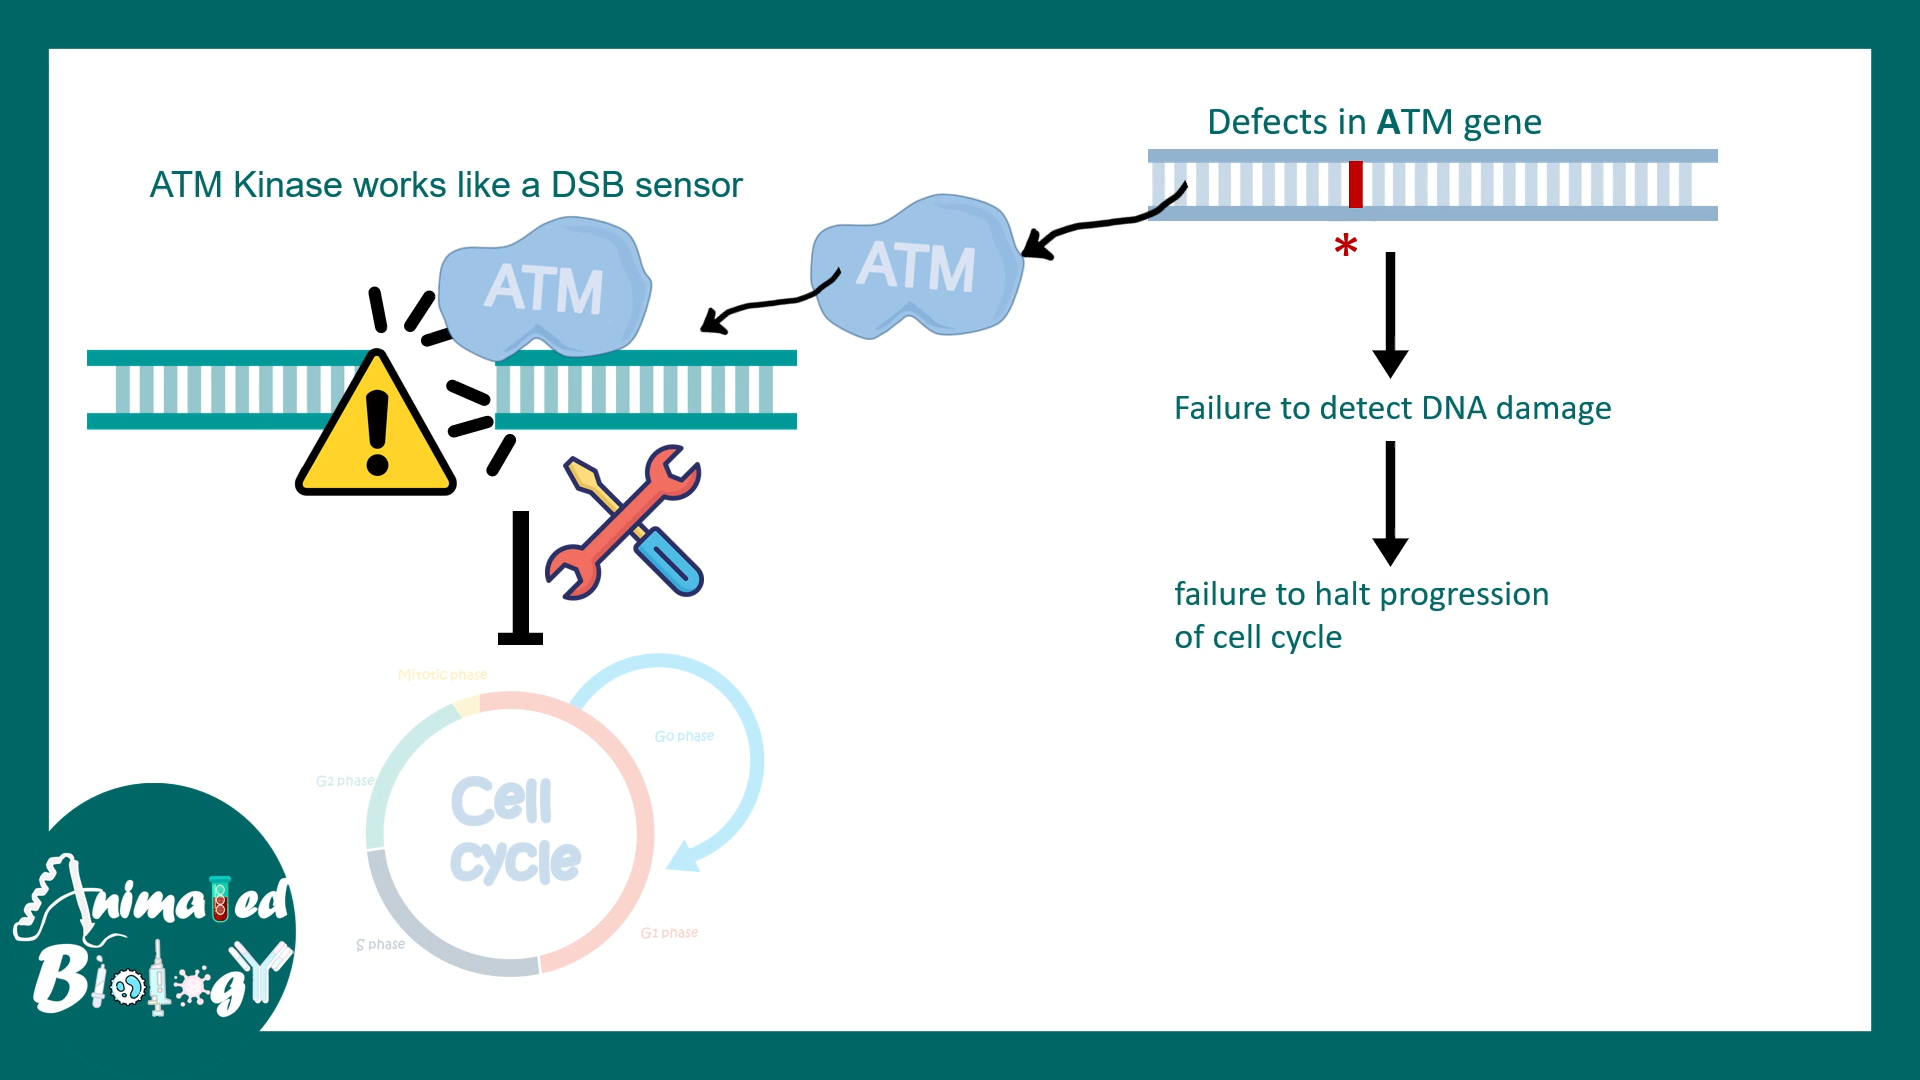 Defects in ATM gene
ATM Kinase works like a DSB sensor
ATM
ATM
*
Failure to detect DNA damage
failure to halt progression
of cell cycle
Mitotic phase
G0 phase
G2 phase
Cell
cycle
G1 phase
S phase
Animated
Biology